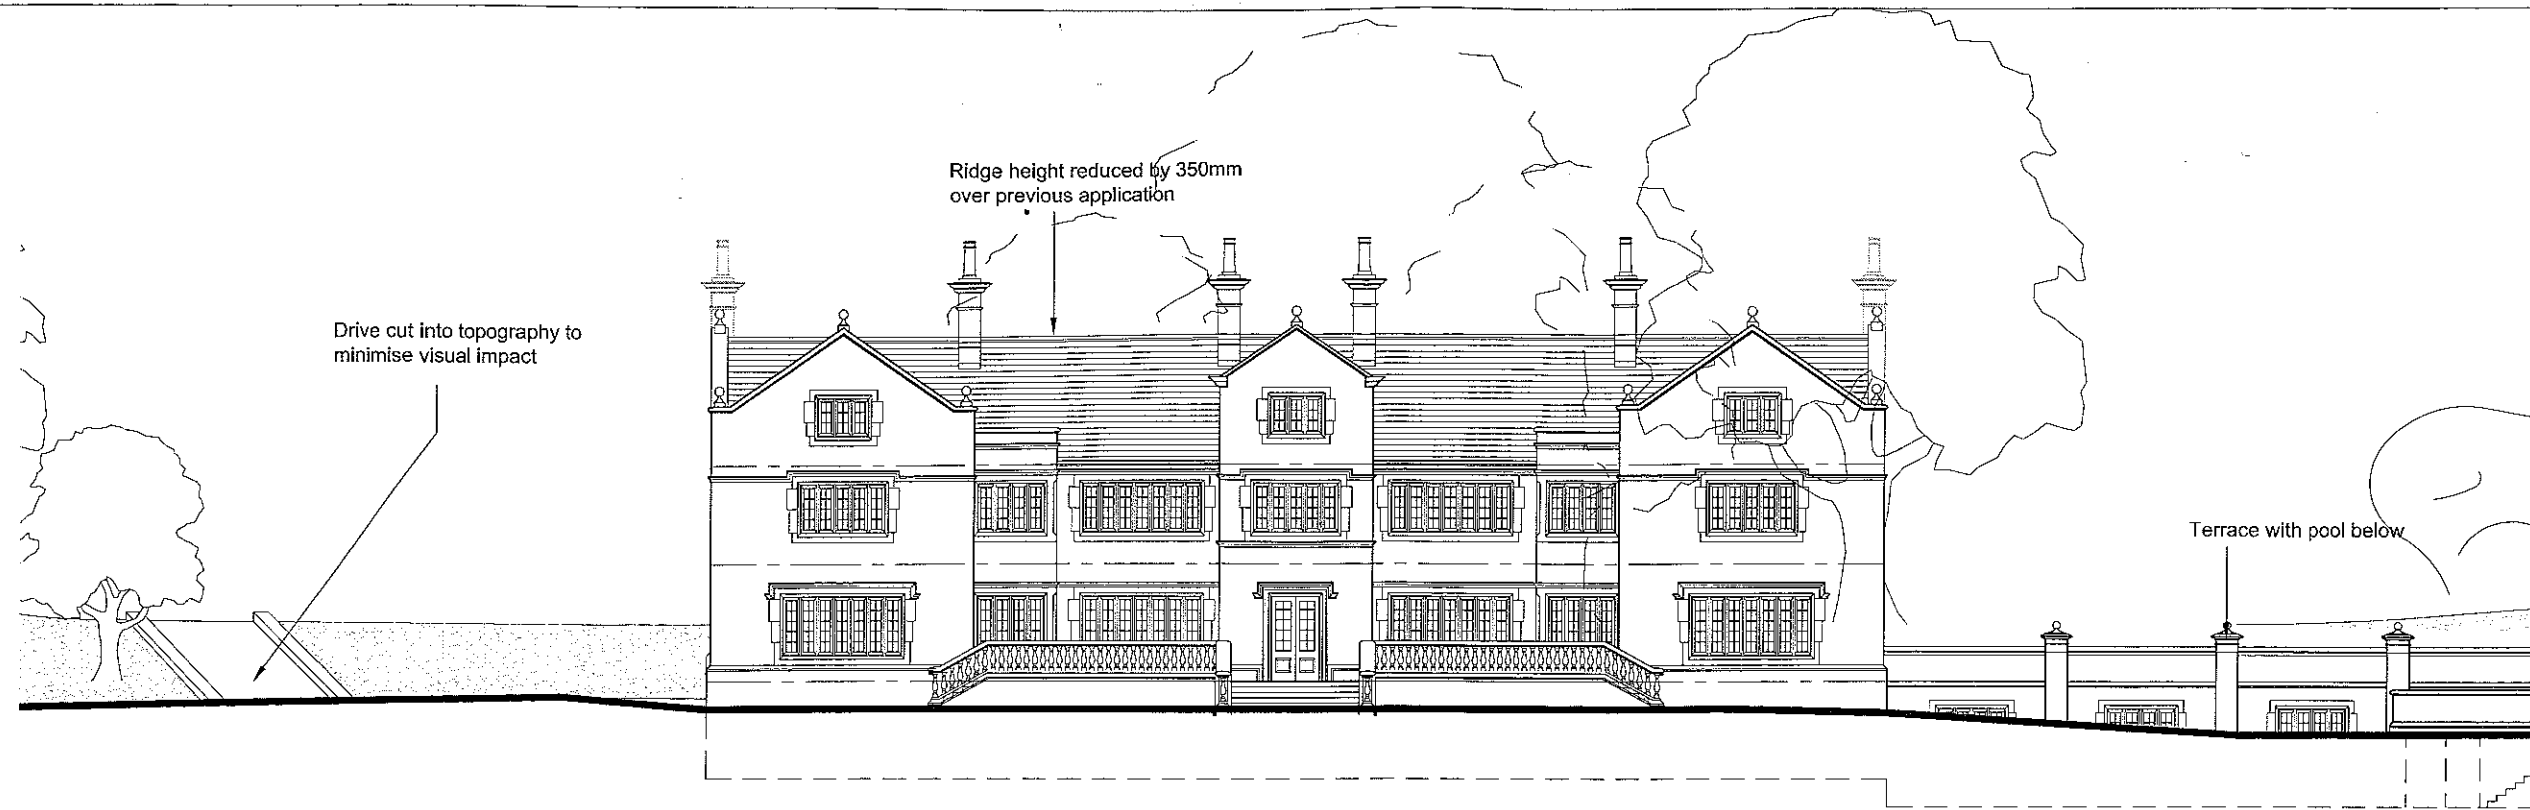 Ridge height reduced by 350mm
over previous application
Drive cut into topography to
minimise visual impact
Terrace with pool below